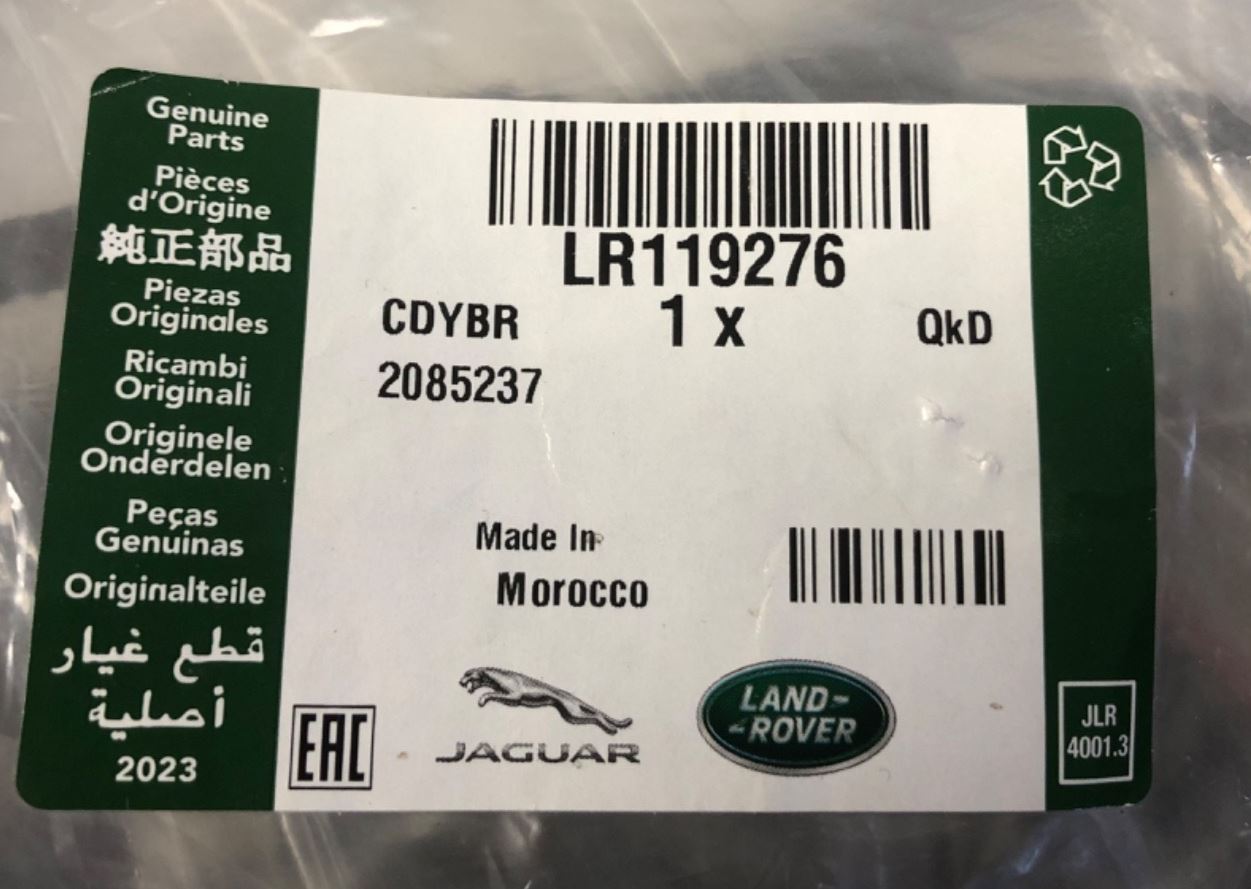 Genuine
Parts
Pièces
d'Origine
純正部品
Piezas
Originales
Ricambi
Originali
Originele
Onderdelen
Peças
Genuinas
Originalteile
قطع غيار
أصلية
2023
LR119276
CDYBR 1 x QkD
2085237
Made In
Morocco
EAC
JAGUAR
LAND-
-ROVER
JLR
4001.3